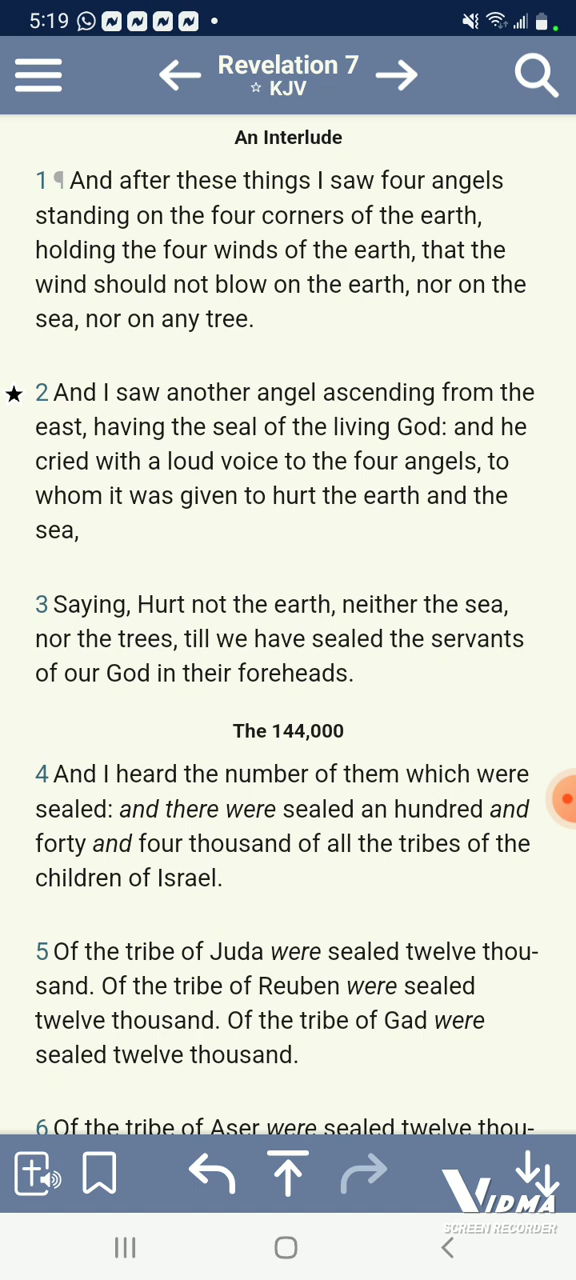 5:19
Revelation 7
☆ KJV
An Interlude
1 ¶ And after these things I saw four angels
standing on the four corners of the earth,
holding the four winds of the earth, that the
wind should not blow on the earth, nor on the
sea, nor on any tree.
★ 2 And I saw another angel ascending from the
east, having the seal of the living God: and he
cried with a loud voice to the four angels, to
whom it was given to hurt the earth and the
sea,
3 Saying, Hurt not the earth, neither the sea,
nor the trees, till we have sealed the servants
of our God in their foreheads.
The 144,000
4 And I heard the number of them which were
sealed: and there were sealed an hundred and
forty and four thousand of all the tribes of the
children of Israel.
5 Of the tribe of Juda were sealed twelve thou-
sand. Of the tribe of Reuben were sealed
twelve thousand. Of the tribe of Gad were
sealed twelve thousand.
6 Of the tribe of Aser were sealed twelve thou-
VIDMA
SCREEN RECORDER